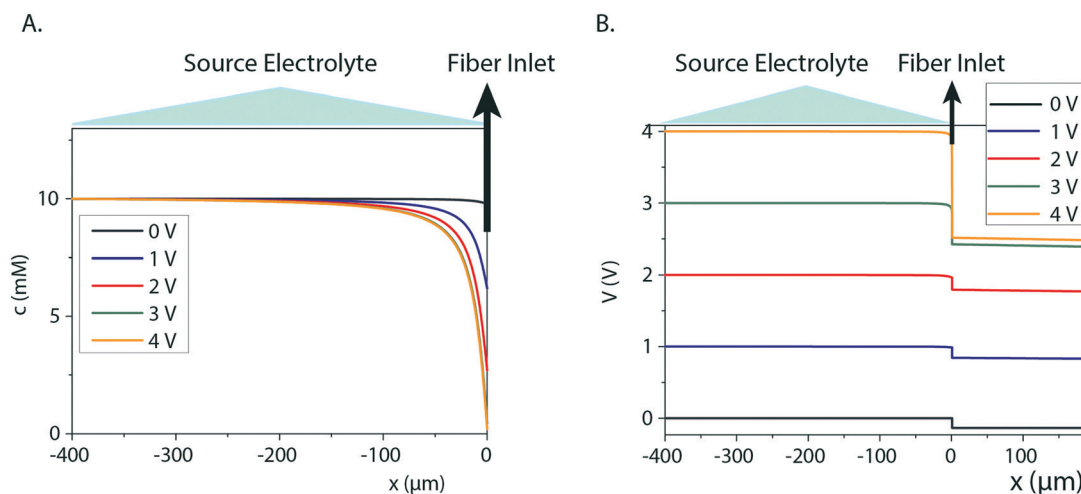 A.
Source Electrolyte
Fiber Inlet
10
5
0
c (mM)
0 V
1 V
2 V
3 V
4 V
-400
-300
-200
-100
0
x (µm)
B.
Source Electrolyte
Fiber Inlet
0 V
1 V
2 V
3 V
4 V
4
3
2
1
0
V (V)
-400
-300
-200
-100
0
100
x (µm)